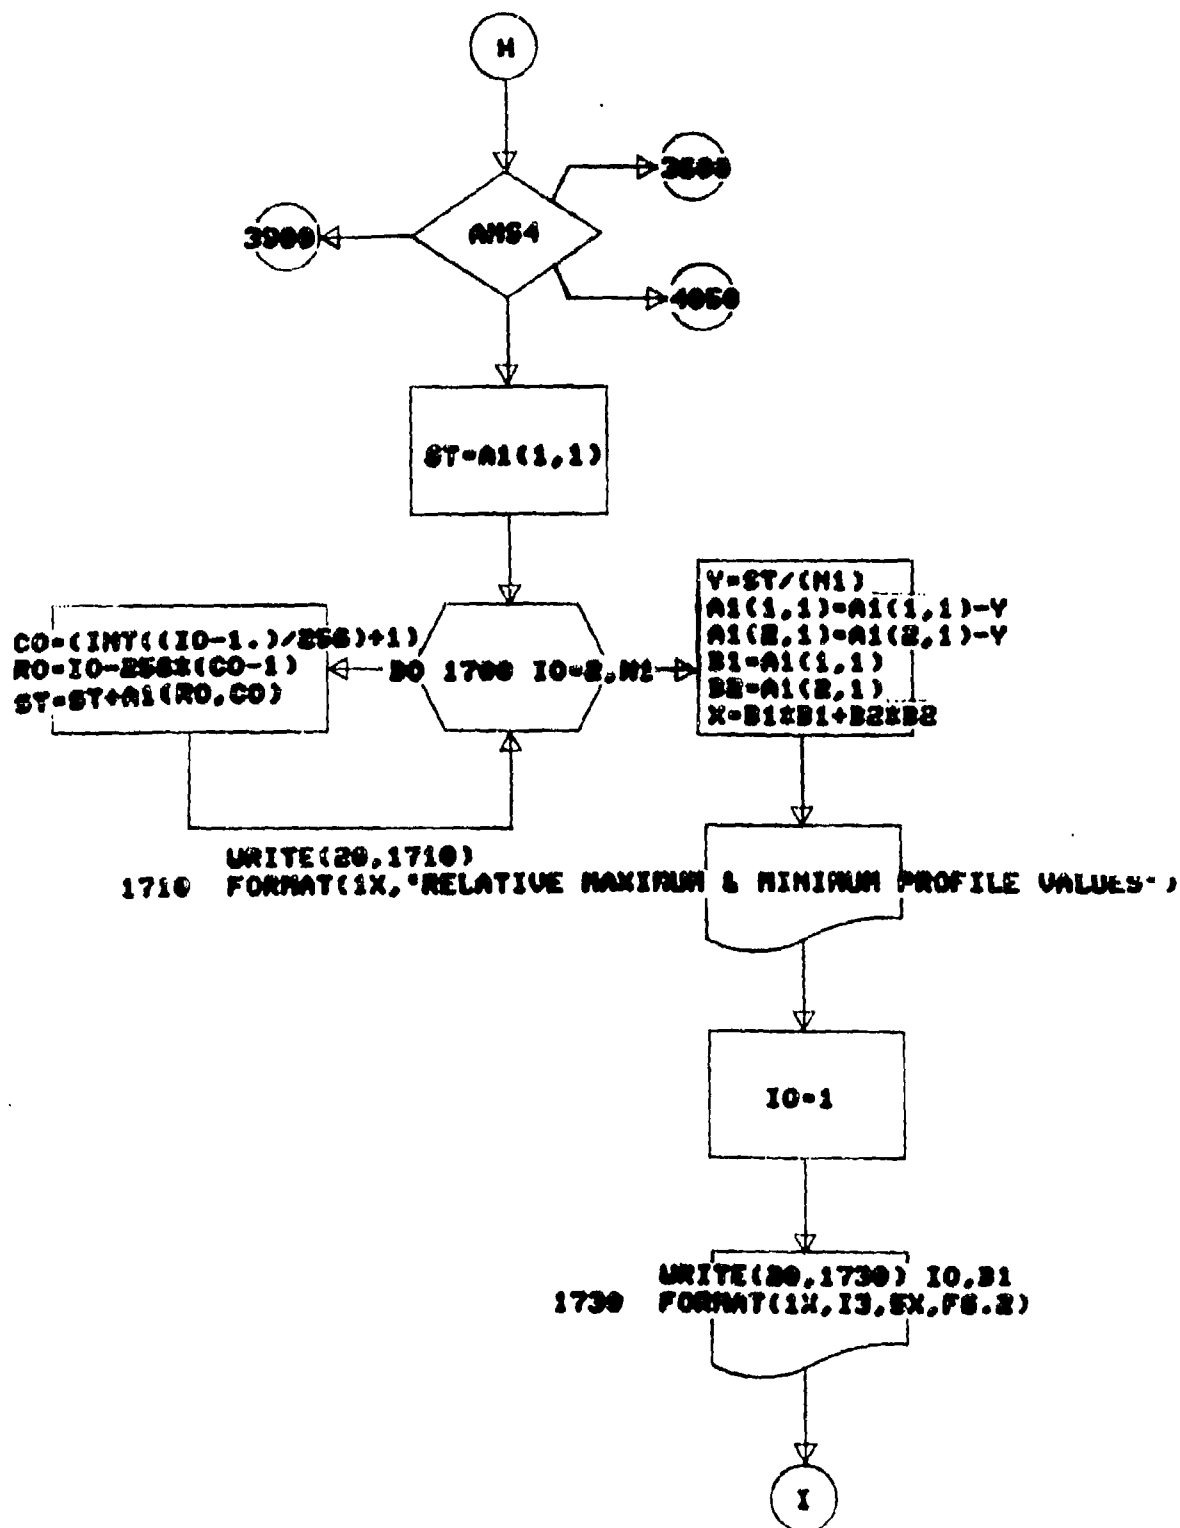 H
3900
ANS4
4050
ST=A1(1,1)
CO=(INT((IO-1.)/256)+1)
RO=IO-256*(CO-1)
ST=ST+A1(RO,CO)
DO 1700 IO=2,N1
Y=ST/(N1)
A1(1,1)=A1(1,1)-Y
A1(2,1)=A1(2,1)-Y
B1=A1(1,1)
B2=A1(2,1)
X=B1*B1+B2*B2
WRITE(20,1710)
1710 FORMAT(1X,"RELATIVE MAXIMUM & MINIMUM PROFILE VALUES")
IO=1
WRITE(20,1730) IO,B1
1730 FORMAT(1X,I3,5X,F6.2)
I